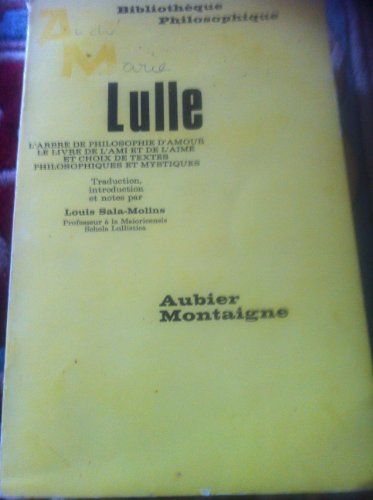 Bibliothèque
Philosophique
A
M Marie
Lulle
L'ARBRE DE PHILOSOPHIE D'AMOUR
LE LIVRE DE L'AMI ET DE L'AIMÉ
ET CHOIX DE TEXTES
PHILOSOPHIQUES ET MYSTIQUES
Traduction,
introduction
et notes par
Louis Sala-Molins
Professeur à la Maioricensis
Schola Lullistica
Aubier
Montaigne